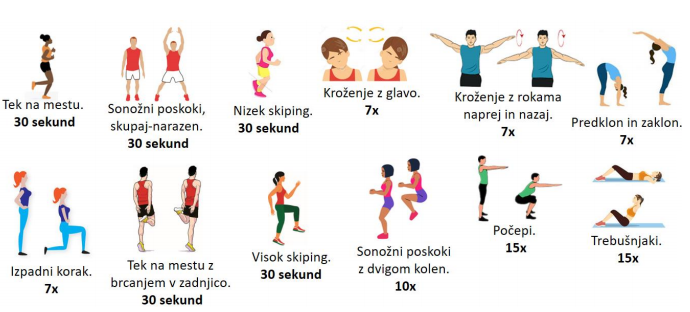 Tek na mestu.
30 sekund
Sonožni poskoki,
skupaj-narazen.
30 sekund
Nizek skiping.
30 sekund
Kroženje z glavo.
7x
Kroženje z rokama
naprej in nazaj.
7x
Predklon in zaklon.
7x
Izpadni korak.
7x
Tek na mestu z
brcanjem v zadnjico.
30 sekund
Visok skiping.
30 sekund
Sonožni poskoki
z dvigom kolen.
10x
Počepi.
15x
Trebušnjaki.
15x